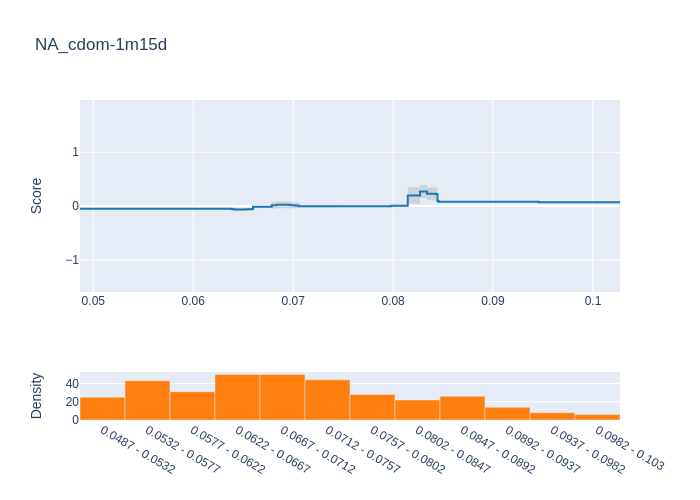 NA_cdom-1m15d
Score
1
0
−1
0.05
0.06
0.07
0.08
0.09
0.1
Density
40
20
0
0.0487 - 0.0532
0.0532 - 0.0577
0.0577 - 0.0622
0.0622 - 0.0667
0.0667 - 0.0712
0.0712 - 0.0757
0.0757 - 0.0802
0.0802 - 0.0847
0.0847 - 0.0892
0.0892 - 0.0937
0.0937 - 0.0982
0.0982 - 0.103